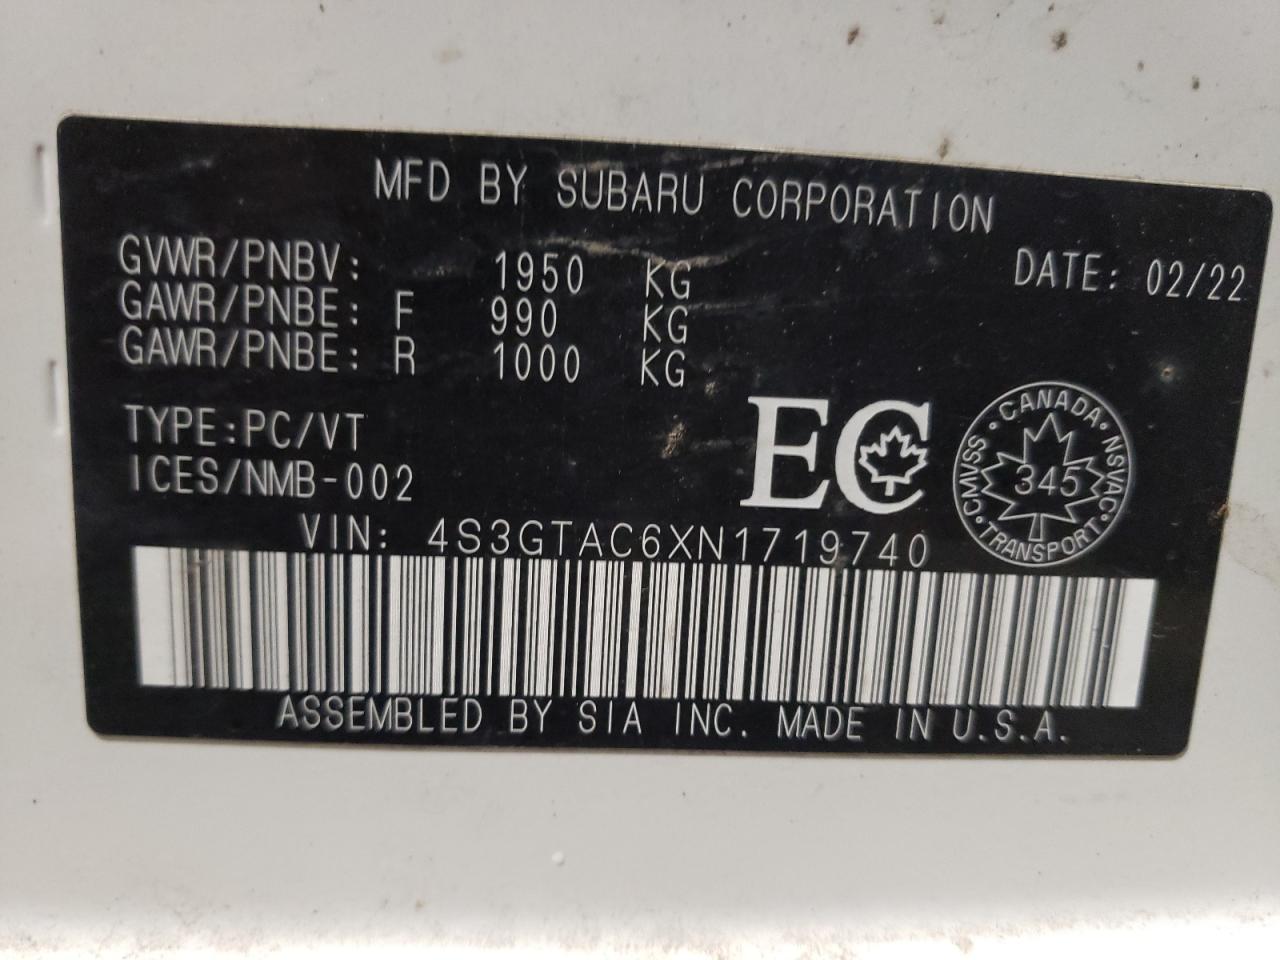 MFD BY SUBARU CORPORATION
GVWR/PNBV: 1950 KG DATE: 02/22
GAWR/PNBE: F 990 KG
GAWR/PNBE: R 1000 KG
TYPE:PC/VT
ICES/NMB-002
EC
CANADA · NSVAC · TRANSPORT · CMVSS ·
345
VIN: 4S3GTAC6XN1719740
ASSEMBLED BY SIA INC. MADE IN U.S.A.